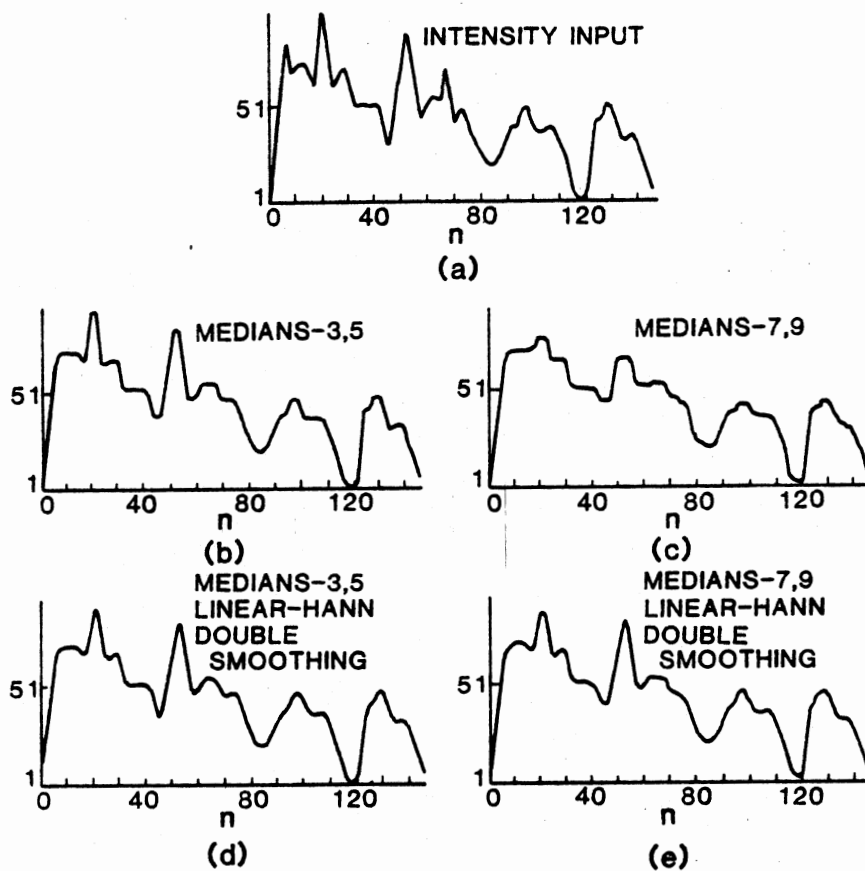 INTENSITY INPUT
51
1
0 40 80 120
n
(a)
MEDIANS-3,5
51
1
0 40 80 120
n
(b)
MEDIANS-7,9
51
1
0 40 80 120
n
(c)
MEDIANS-3,5
LINEAR-HANN
DOUBLE
SMOOTHING
51
1
0 40 80 120
n
(d)
MEDIANS-7,9
LINEAR-HANN
DOUBLE
SMOOTHING
51
1
0 40 80 120
n
(e)